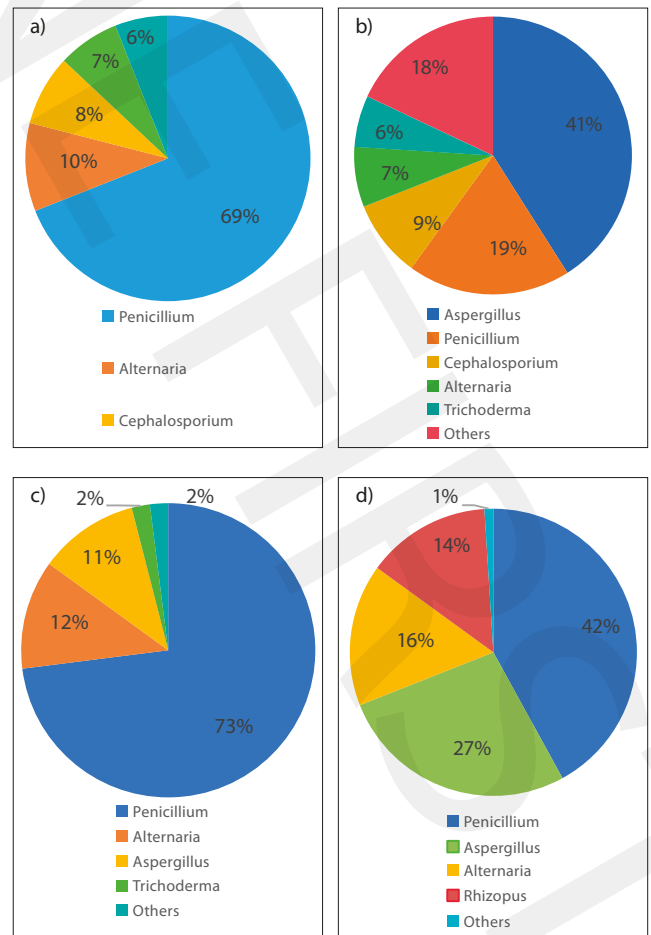 a)
6%
7%
8%
10%
69%
Penicillium
Alternaria
Cephalosporium
b)
18%
41%
6%
7%
9%
19%
Aspergillus
Penicillium
Cephalosporium
Alternaria
Trichoderma
Others
c)
2%
2%
11%
12%
73%
Penicillium
Alternaria
Aspergillus
Trichoderma
Others
d)
1%
14%
42%
16%
27%
Penicillium
Aspergillus
Alternaria
Rhizopus
Others